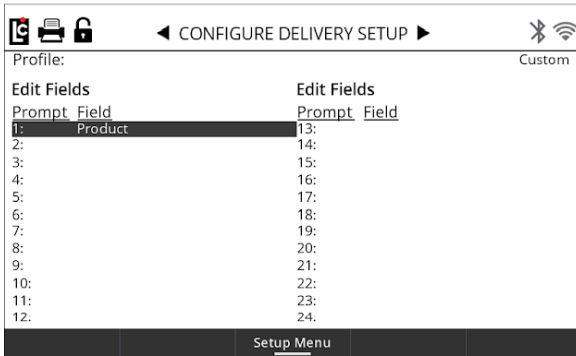 LC
◀ CONFIGURE DELIVERY SETUP ▶
Profile: Custom
Edit Fields
Prompt Field
1: Product
2:
3:
4:
5:
6:
7:
8:
9:
10:
11:
12.
Edit Fields
Prompt Field
13:
14:
15:
16:
17:
18:
19:
20:
21:
22:
23:
24.
Setup Menu